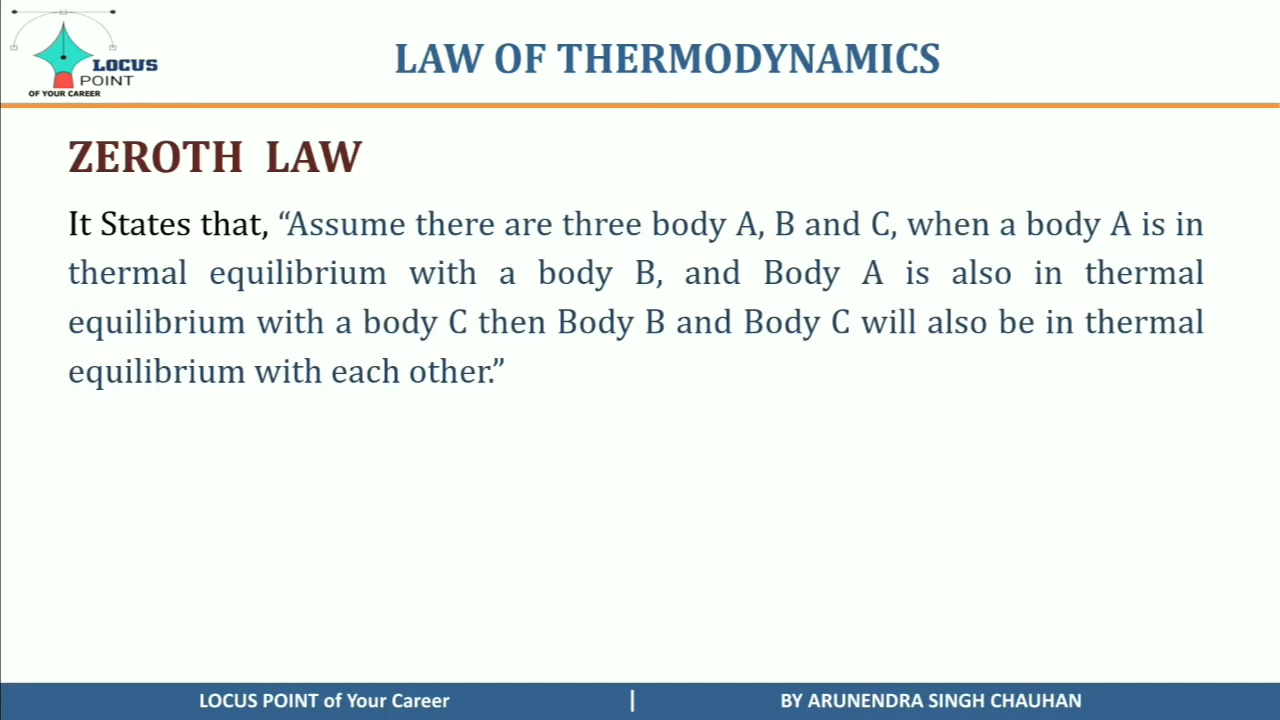 LOCUS
POINT
OF YOUR CAREER
LAW OF THERMODYNAMICS
ZEROTH LAW
It States that, “Assume there are three body A, B and C, when a body A is in
thermal equilibrium with a body B, and Body A is also in thermal
equilibrium with a body C then Body B and Body C will also be in thermal
equilibrium with each other.”
LOCUS POINT of Your Career | BY ARUNENDRA SINGH CHAUHAN